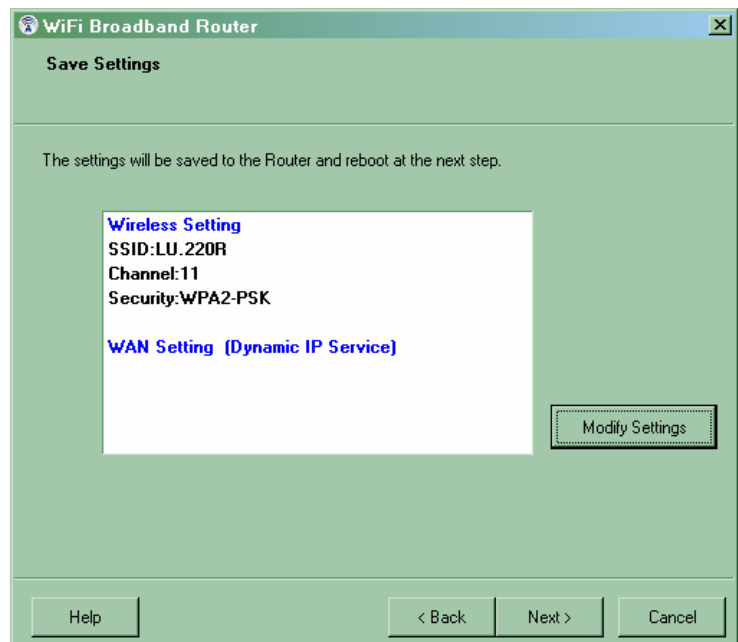 WiFi Broadband Router
Save Settings
The settings will be saved to the Router and reboot at the next step.
Wireless Setting
SSID:LU.220R
Channel:11
Security:WPA2-PSK
WAN Setting (Dynamic IP Service)
Modify Settings
Help
< Back
Next >
Cancel